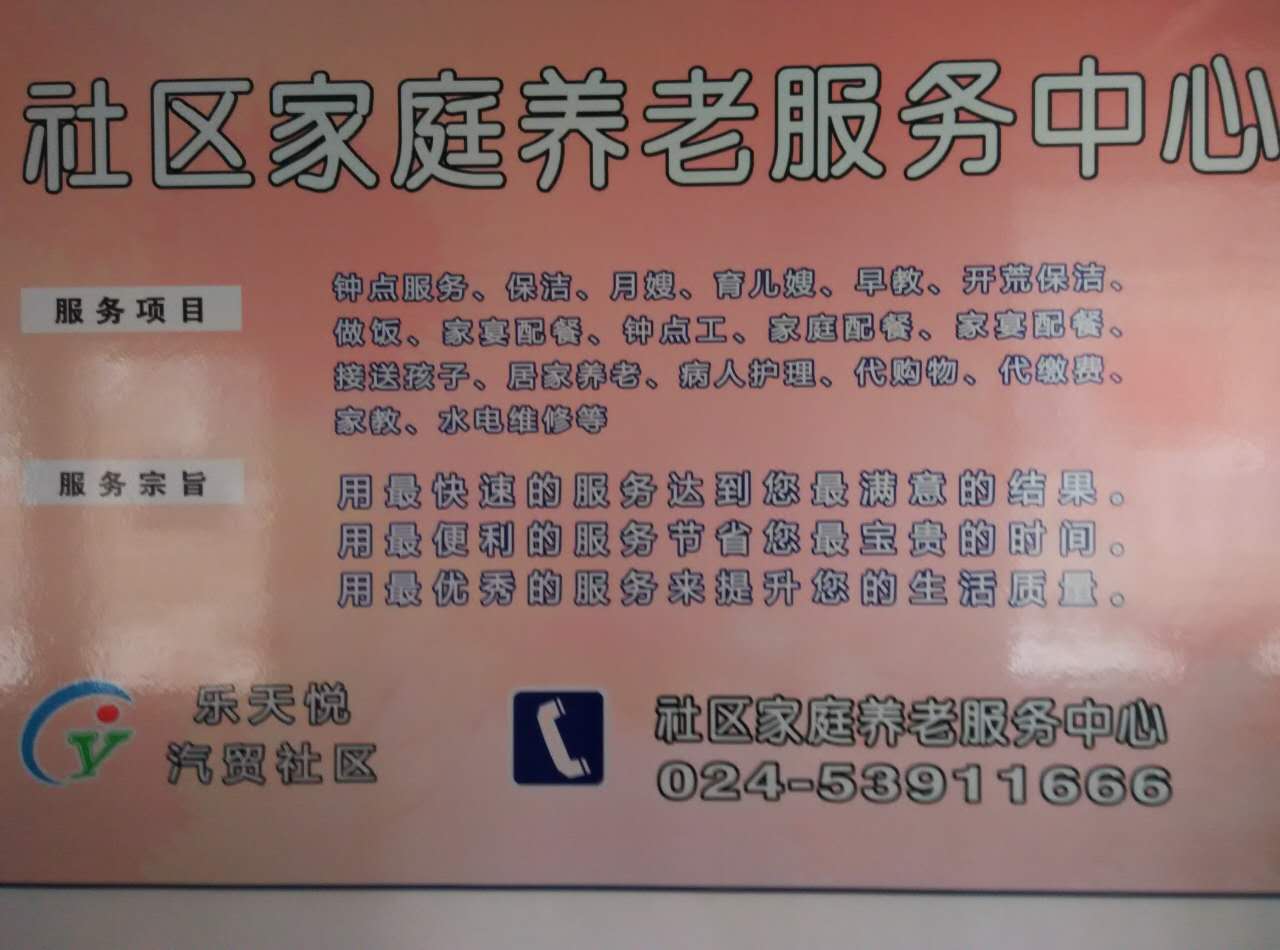 社区家庭养老服务中心
服务项目
钟点服务、保洁、月嫂、育儿嫂、早教、开荒保洁、
做饭、家宴配餐、钟点工、家庭配餐、家宴配餐、
接送孩子、居家养老、病人护理、代购物、代缴费、
家教、水电维修等
服务宗旨
用最快速的服务达到您最满意的结果。
用最便利的服务节省您最宝贵的时间。
用最优秀的服务来提升您的生活质量。
乐天悦
汽贸社区
社区家庭养老服务中心
024-53911666